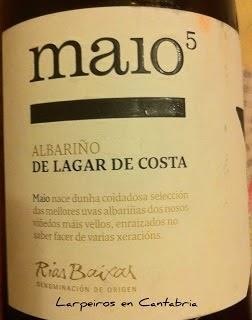 maio⁵
ALBARIÑO
DE LAGAR DE COSTA
Maio nace dunha coidadosa selección
das mellores uvas albariñas dos nosos
viñedos máis vellos, enraizados no
saber facer de varias xeracións.
Rías Baixas
DENOMINACIÓN DE ORIGEN
Larpeiros en Cantabria